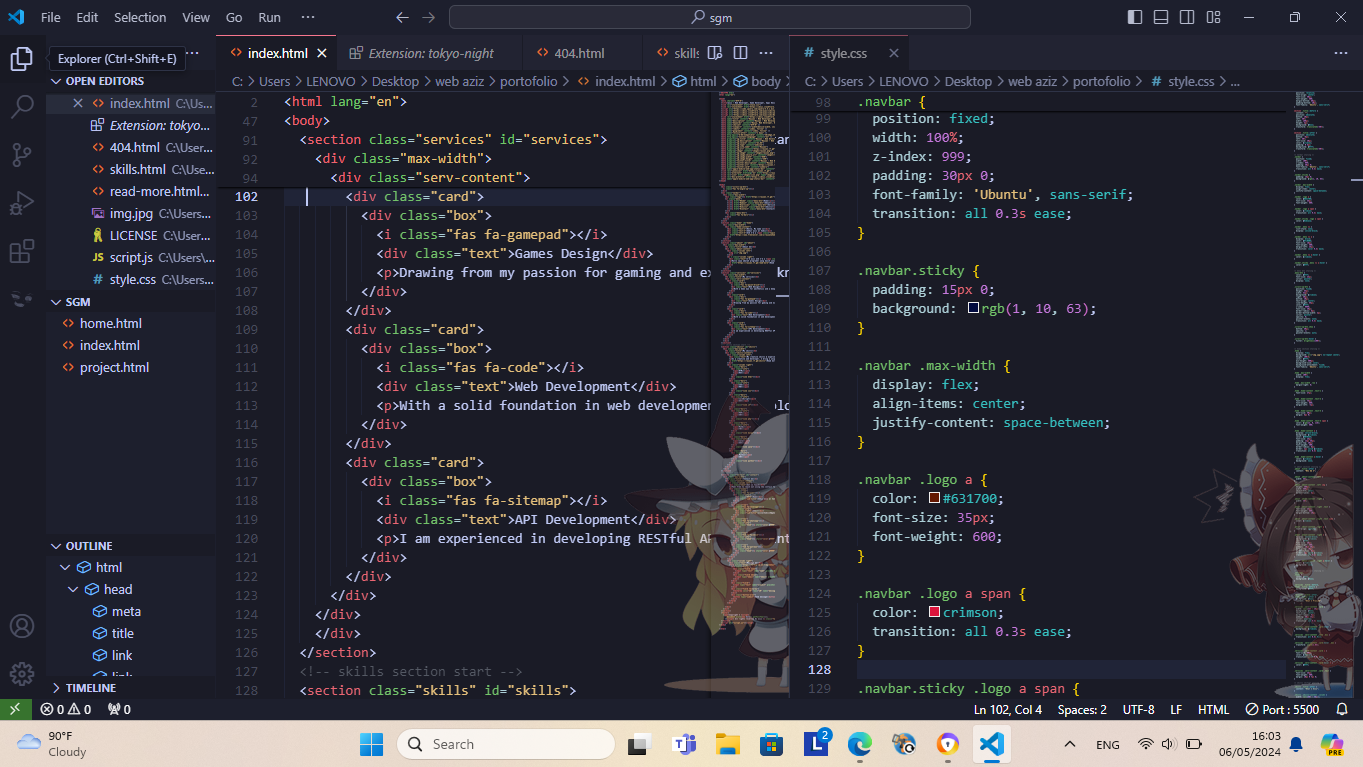 File Edit Selection View Go Run ··· sgm
Explorer (Ctrl+Shift+E) ···
OPEN EDITORS
index.html C:\Us...
Extension: tokyo...
404.html C:\User...
skills.html C:\Use...
read-more.html...
img.jpg C:\Users...
LICENSE C:\User...
JS script.js C:\Users\...
# style.css C:\Users...
SGM
home.html
index.html
project.html
OUTLINE
html
head
meta
title
link
TIMELINE
index.html Extension: tokyo-night 404.html skills
C: > Users > LENOVO > Desktop > web aziz > portofolio > index.html > html > body >
2 <html lang="en">
47 <body>
91 <section class="services" id="services">
92 <div class="max-width">
94 <div class="serv-content">
102 <div class="card">
103 <div class="box">
104 <i class="fas fa-gamepad"></i>
105 <div class="text">Games Design</div>
106 <p>Drawing from my passion for gaming and ex
107 </div>
108 </div>
109 <div class="card">
110 <div class="box">
111 <i class="fas fa-code"></i>
112 <div class="text">Web Development</div>
113 <p>With a solid foundation in web developmen
114 </div>
115 </div>
116 <div class="card">
117 <div class="box">
118 <i class="fas fa-sitemap"></i>
119 <div class="text">API Development</div>
120 <p>I am experienced in developing RESTful AP
121 </div>
122 </div>
123 </div>
124 </div>
125 </div>
126 </section>
127 <!-- skills section start -->
128 <section class="skills" id="skills">
# style.css ···
C: > Users > LENOVO > Desktop > web aziz > portofolio > # style.css > ...
98 .navbar {
99 position: fixed;
100 width: 100%;
101 z-index: 999;
102 padding: 30px 0;
103 font-family: 'Ubuntu', sans-serif;
104 transition: all 0.3s ease;
105 }
106
107 .navbar.sticky {
108 padding: 15px 0;
109 background: rgb(1, 10, 63);
110 }
111
112 .navbar .max-width {
113 display: flex;
114 align-items: center;
115 justify-content: space-between;
116 }
117
118 .navbar .logo a {
119 color: #631700;
120 font-size: 35px;
121 font-weight: 600;
122 }
123
124 .navbar .logo a span {
125 color: crimson;
126 transition: all 0.3s ease;
127 }
128
129 .navbar.sticky .logo a span {
0 0 0 Ln 102, Col 4 Spaces: 2 UTF-8 LF HTML Port : 5500
90°F
Cloudy
Search
L 2
ENG
16:03
06/05/2024
PRE